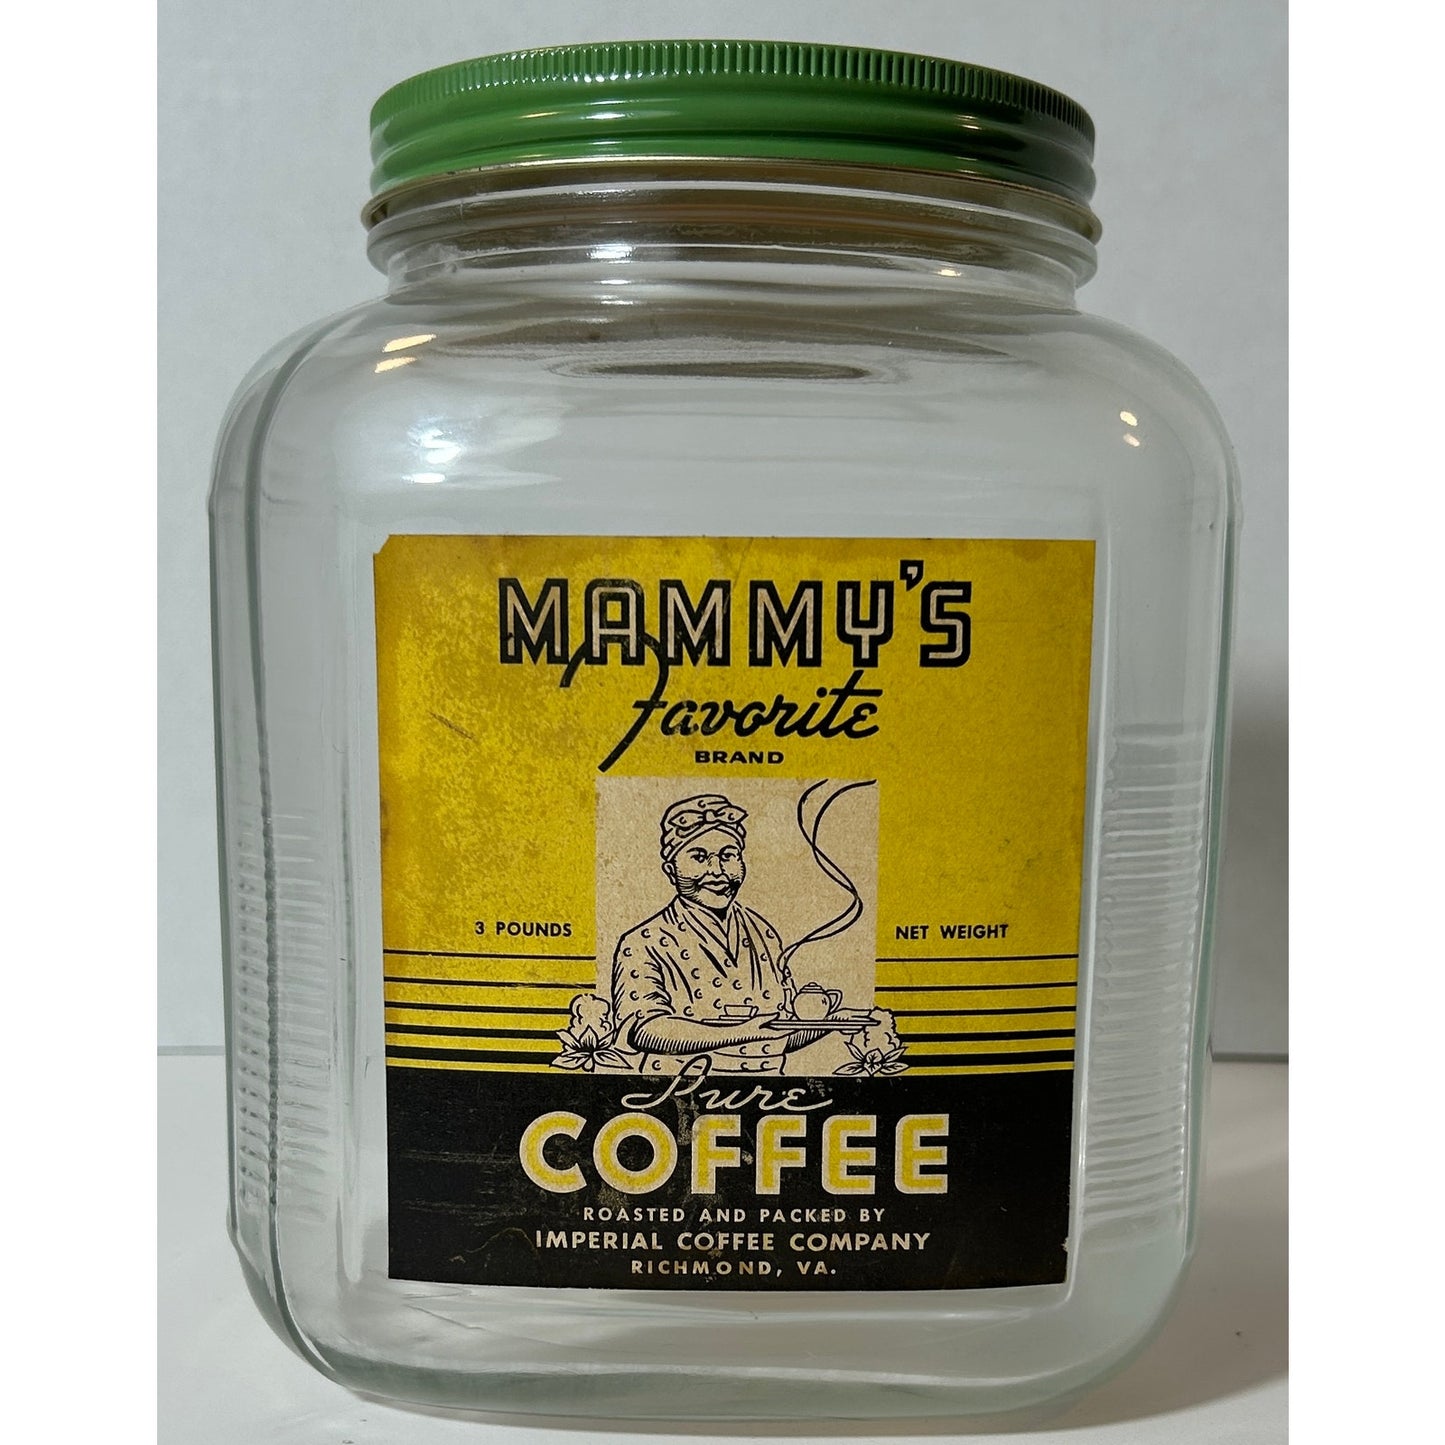 MAMMY'S
Favorite
BRAND
3 POUNDS NET WEIGHT
Pure
COFFEE
ROASTED AND PACKED BY
IMPERIAL COFFEE COMPANY
RICHMOND, VA.